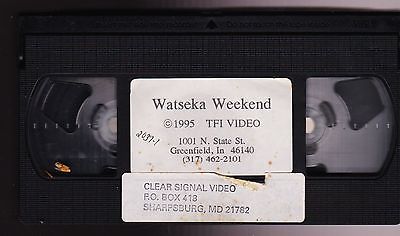 Watseka Weekend
©1995 TFI VIDEO
1001 N. State St.
Greenfield, In 46140
(317) 462-2101
CLEAR SIGNAL VIDEO
P.O. BOX 413
SHARPSBURG, MD 21782